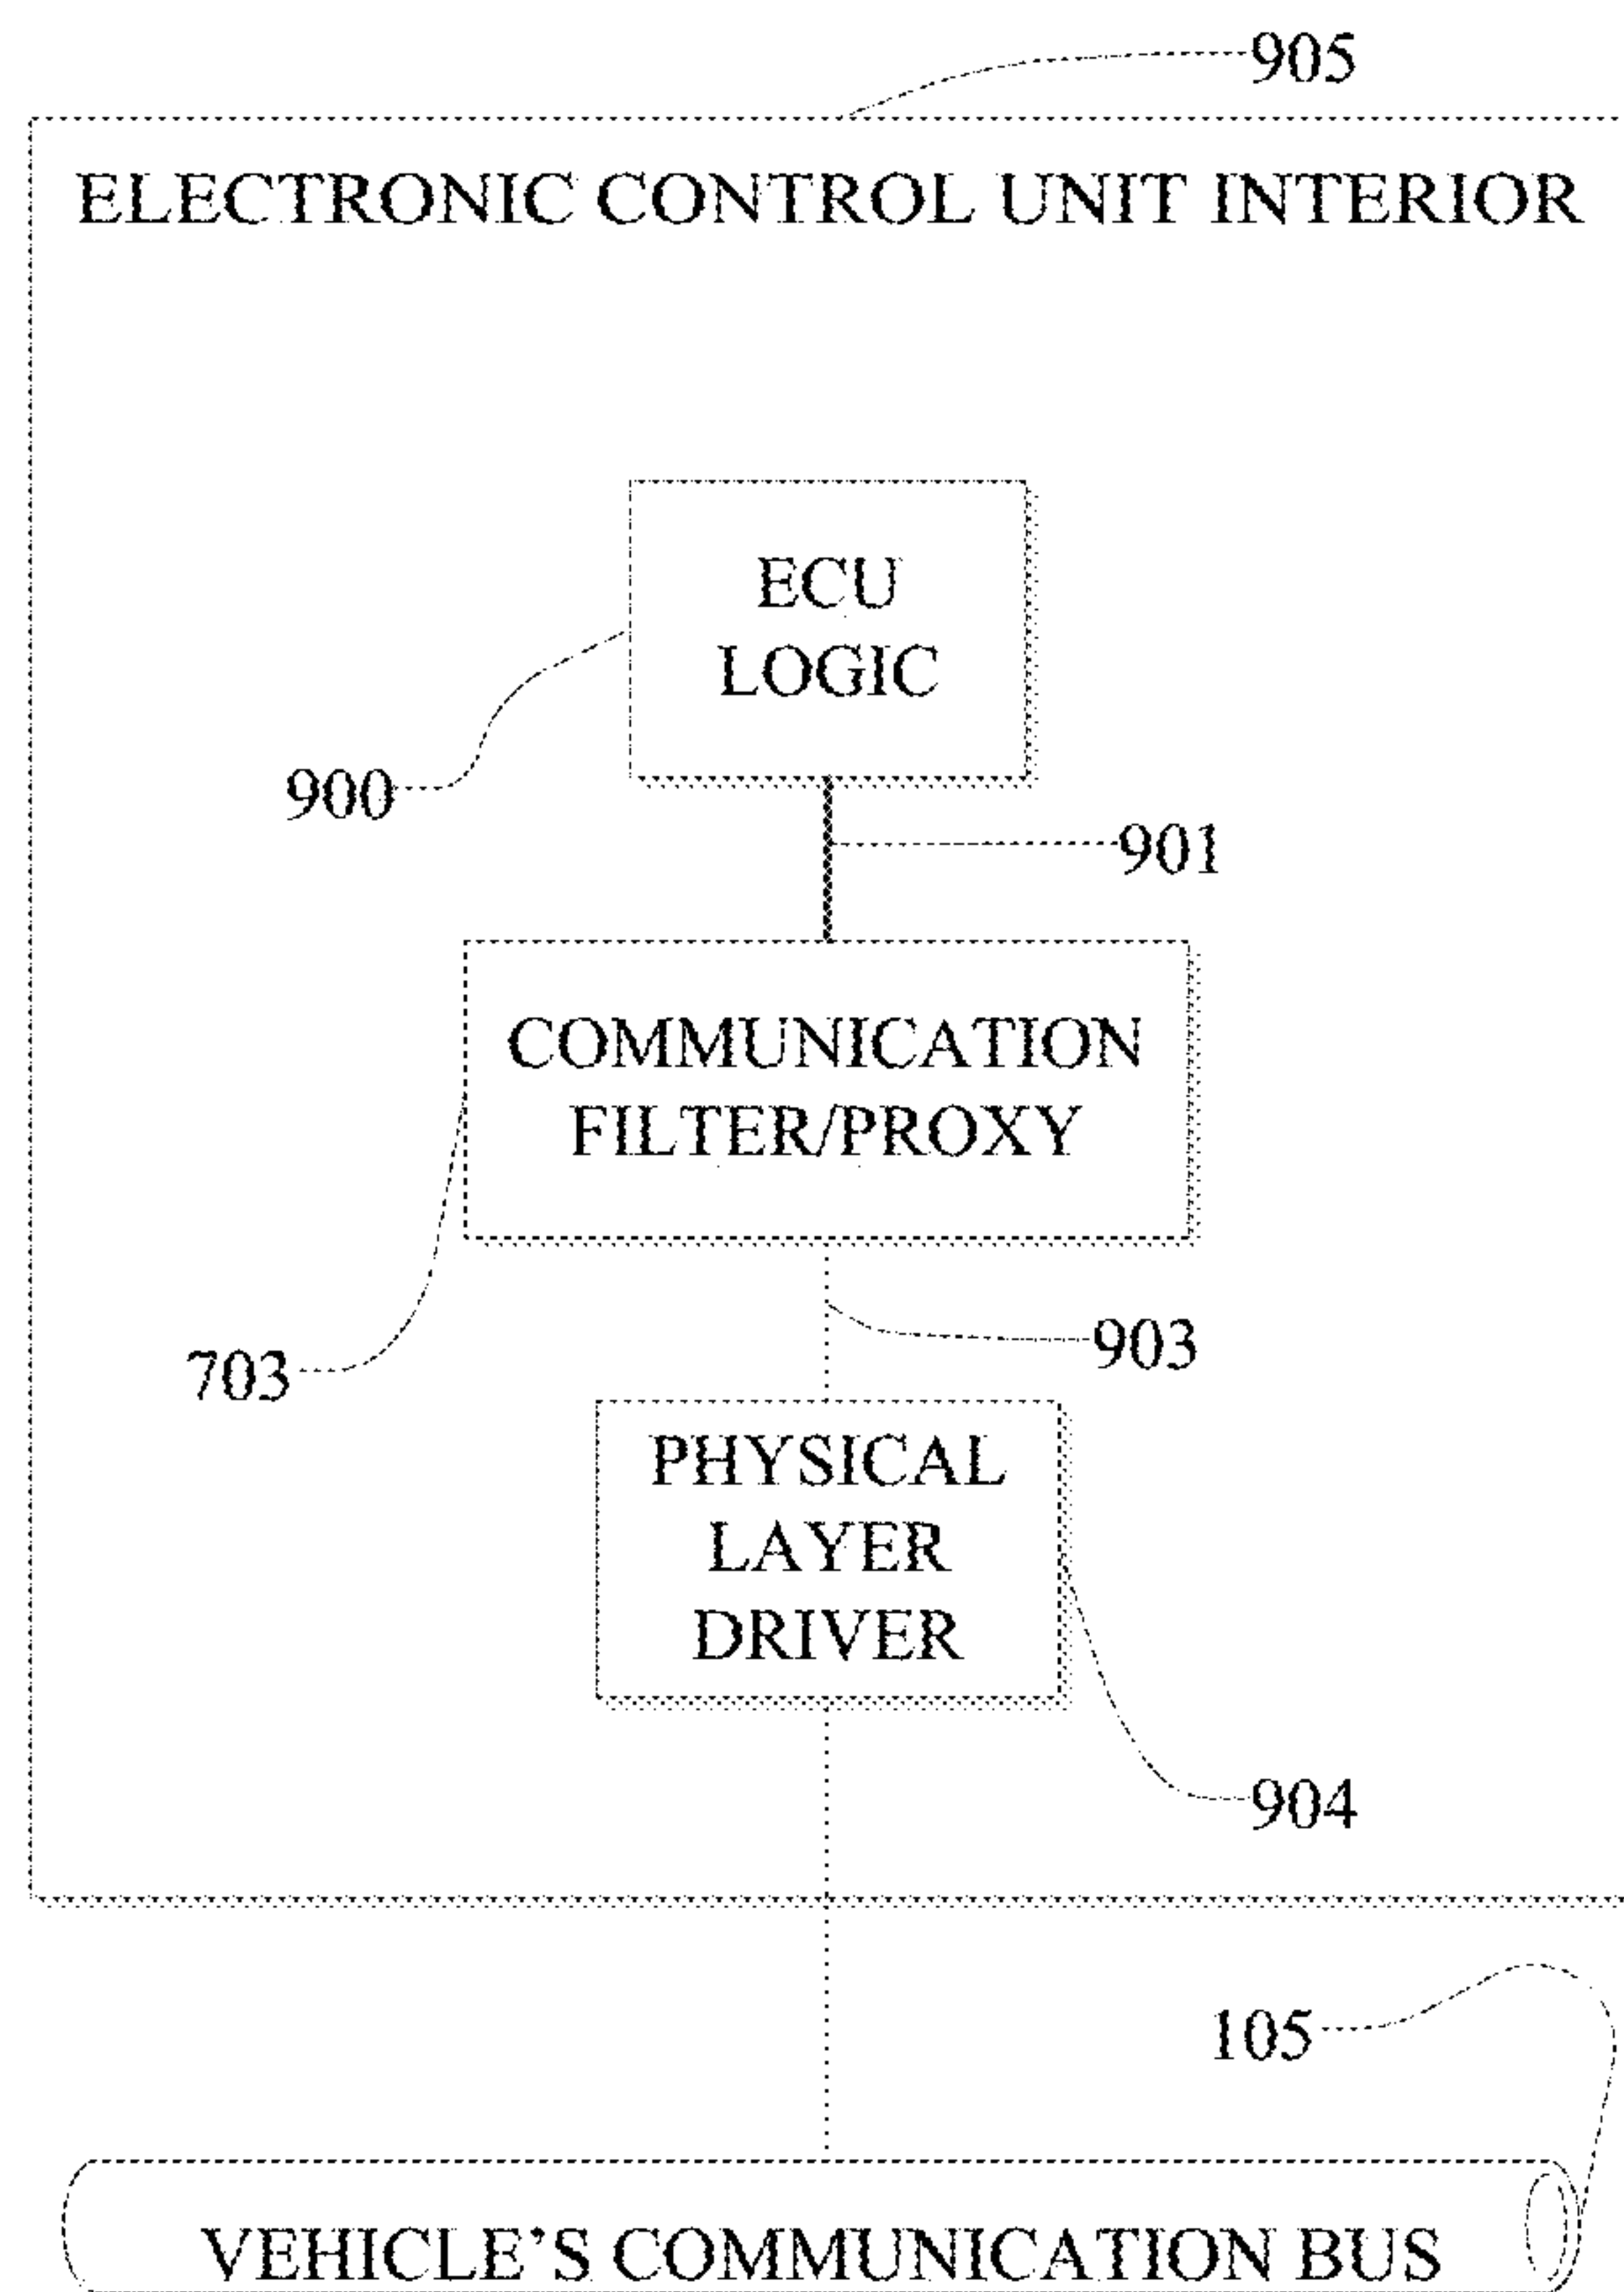 905
ELECTRONIC CONTROL UNIT INTERIOR
ECU
LOGIC
900
901
COMMUNICATION
FILTER/PROXY
903
703
PHYSICAL
LAYER
DRIVER
904
105
VEHICLE’S COMMUNICATION BUS